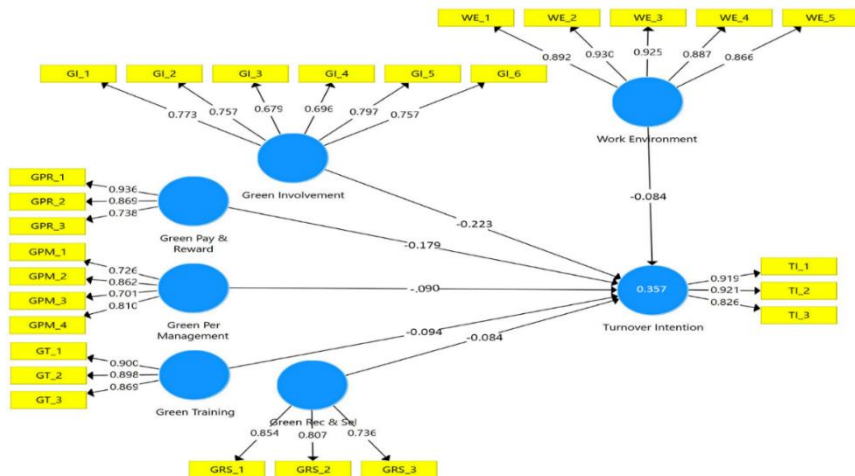 WE_1 WE_2 WE_3 WE_4 WE_5
0.892 0.930 0.925 0.887 0.866
Work Environment
-0.084
GI_1 GI_2 GI_3 GI_4 GI_5 GI_6
0.773 0.757 0.679 0.696 0.797 0.757
Green Involvement
-0.223
GPR_1
GPR_2
GPR_3
0.936
0.869
0.738
Green Pay &
Reward
-0.179
GPM_1
GPM_2
GPM_3
GPM_4
0.726
0.862
0.701
0.810
Green Per
Management
-.090
GT_1
GT_2
GT_3
0.900
0.898
0.869
Green Training
-0.094
Green Rec & Sel
-0.084
0.854 0.807 0.736
GRS_1 GRS_2 GRS_3
0.357
Turnover Intention
0.919
0.921
0.826
TI_1
TI_2
TI_3